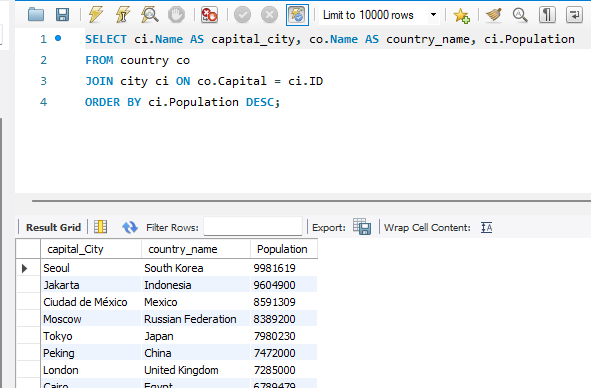 Limit to 10000 rows
1 SELECT ci.Name AS capital_city, co.Name AS country_name, ci.Population
2 FROM country co
3 JOIN city ci ON co.Capital = ci.ID
4 ORDER BY ci.Population DESC;
Result Grid Filter Rows: Export: Wrap Cell Content: IA
capital_City country_name Population
Seoul South Korea 9981619
Jakarta Indonesia 9604900
Ciudad de México Mexico 8591309
Moscow Russian Federation 8389200
Tokyo Japan 7980230
Peking China 7472000
London United Kingdom 7285000
Cairo Egypt 6789479